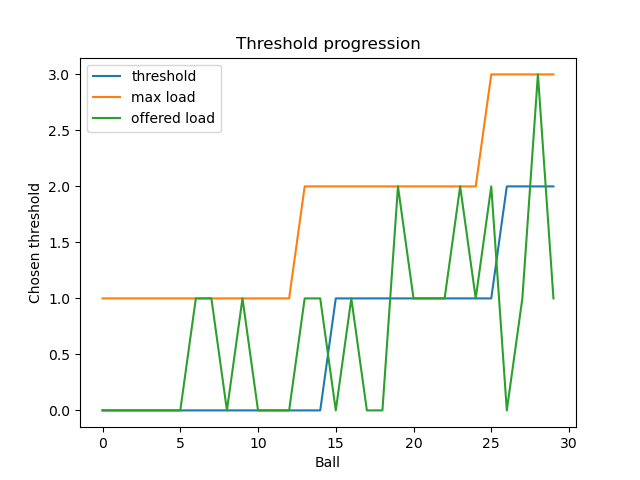 Threshold progression
threshold
max load
offered load
3.0
2.5
2.0
1.5
1.0
0.5
0.0
Chosen threshold
0 5 10 15 20 25 30
Ball